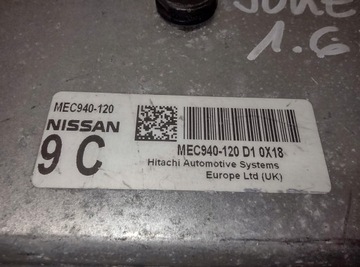 JUKE
1.6
MEC940-120
NISSAN
9 C
MEC940-120 D1 0X18
Hitachi Automotive Systems
Europe Ltd (UK)